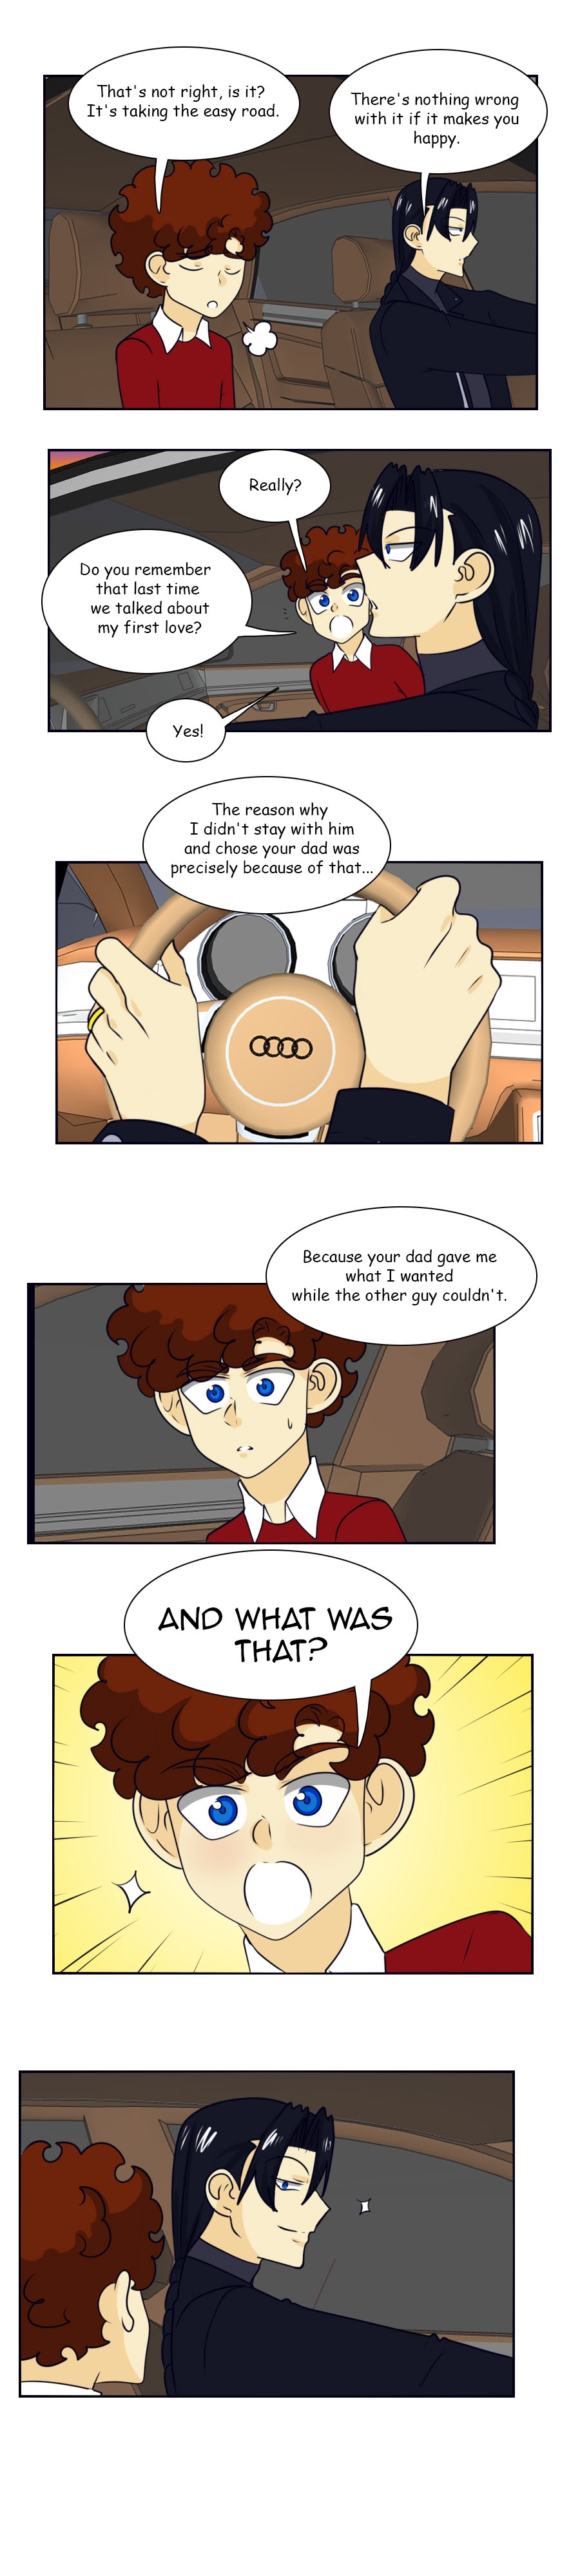 That's not right, is it?
It's taking the easy road.
There's nothing wrong
with it if it makes you
happy.
Really?
Do you remember
that last time
we talked about
my first love?
Yes!
The reason why
I didn't stay with him
and chose your dad was
precisely because of that...
Because your dad gave me
what I wanted
while the other guy couldn't.
AND WHAT WAS
THAT?